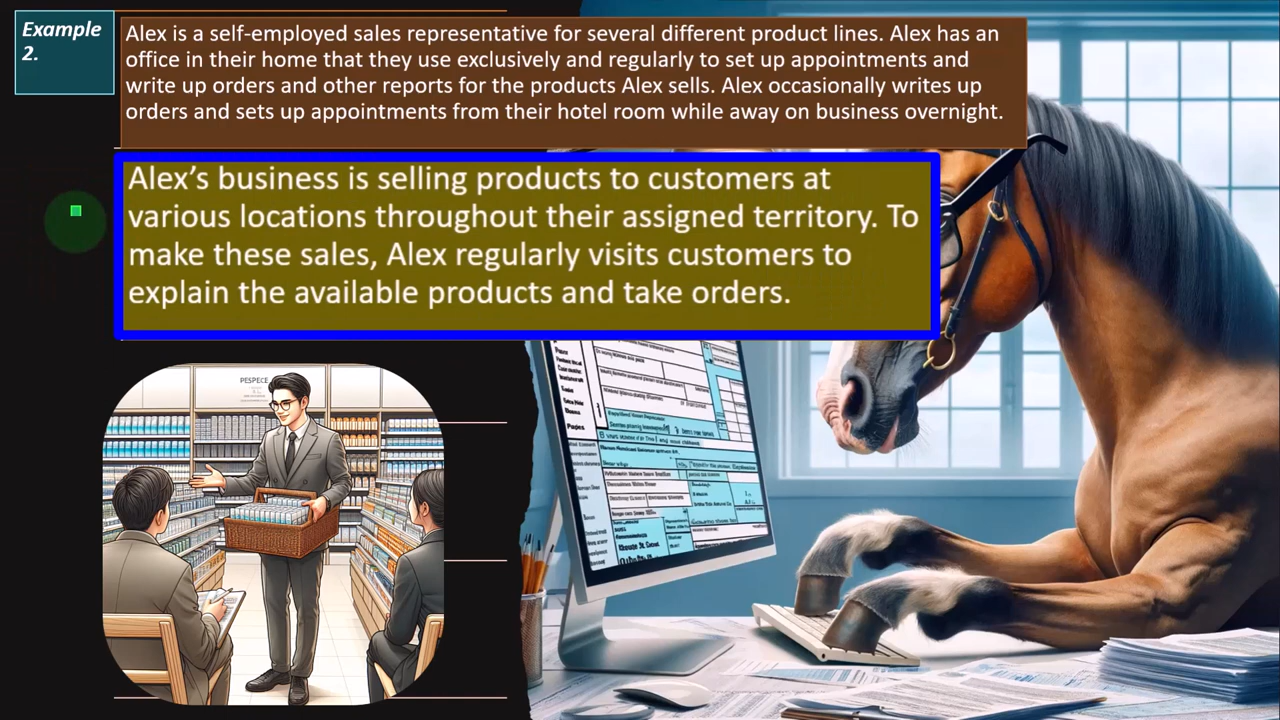 Example
2.
Alex is a self-employed sales representative for several different product lines. Alex has an
office in their home that they use exclusively and regularly to set up appointments and
write up orders and other reports for the products Alex sells. Alex occasionally writes up
orders and sets up appointments from their hotel room while away on business overnight.
Alex’s business is selling products to customers at
various locations throughout their assigned territory. To
make these sales, Alex regularly visits customers to
explain the available products and take orders.
PESPECE